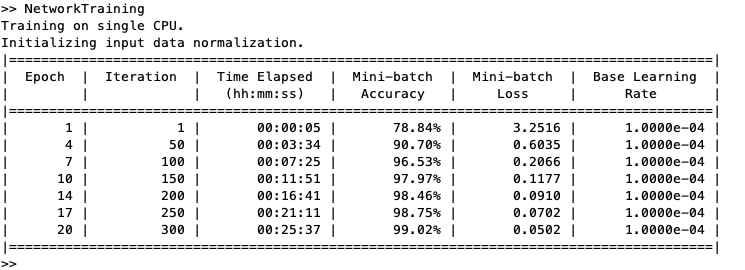 >> NetworkTraining
Training on single CPU.
Initializing input data normalization.
|========================================================================================|
|  Epoch  |  Iteration  |  Time Elapsed  |  Mini-batch  |  Mini-batch  |  Base Learning  |
|         |             |   (hh:mm:ss)   |   Accuracy   |     Loss     |      Rate       |
|========================================================================================|
|       1 |           1 |       00:00:05 |       78.84% |       3.2516 |      1.0000e-04 |
|       4 |          50 |       00:03:34 |       90.70% |       0.6035 |      1.0000e-04 |
|       7 |         100 |       00:07:25 |       96.53% |       0.2066 |      1.0000e-04 |
|      10 |         150 |       00:11:51 |       97.97% |       0.1177 |      1.0000e-04 |
|      14 |         200 |       00:16:41 |       98.46% |       0.0910 |      1.0000e-04 |
|      17 |         250 |       00:21:11 |       98.75% |       0.0702 |      1.0000e-04 |
|      20 |         300 |       00:25:37 |       99.02% |       0.0502 |      1.0000e-04 |
|========================================================================================|
>>